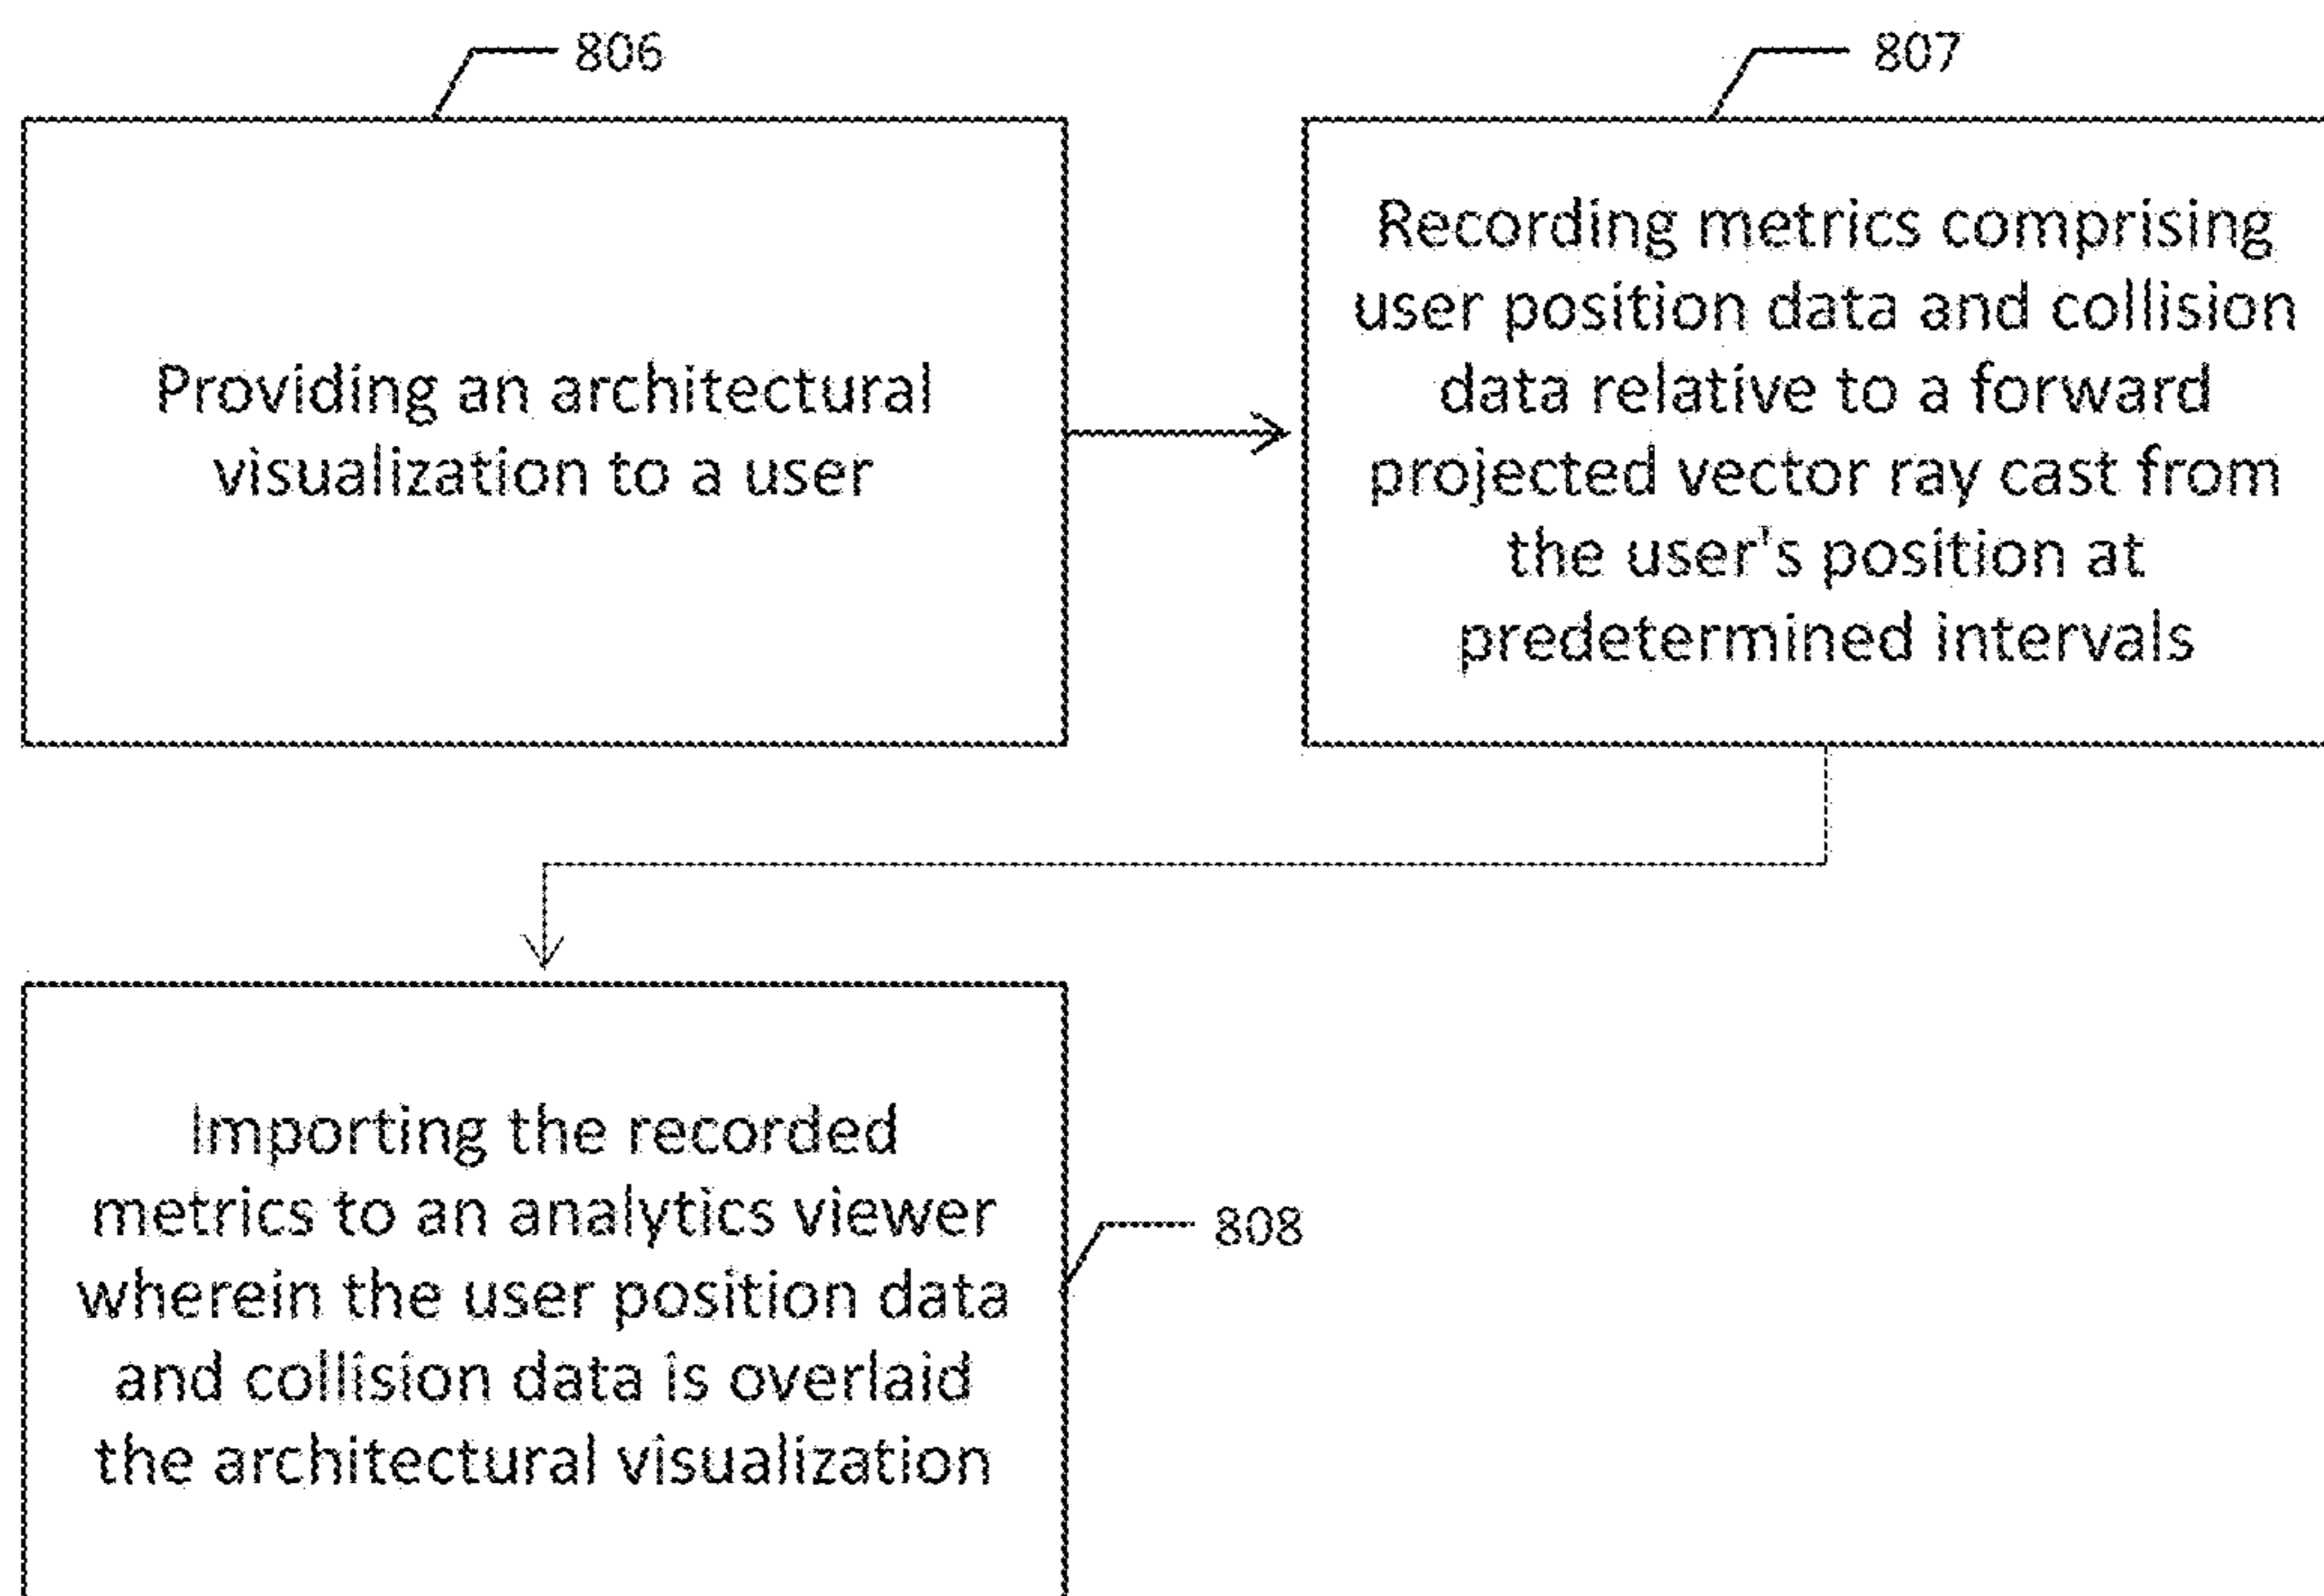 806
Providing an architectural
visualization to a user
807
Recording metrics comprising
user position data and collision
data relative to a forward
projected vector ray cast from
the user's position at
predetermined intervals
Importing the recorded
metrics to an analytics viewer
wherein the user position data
and collision data is overlaid
the architectural visualization
808